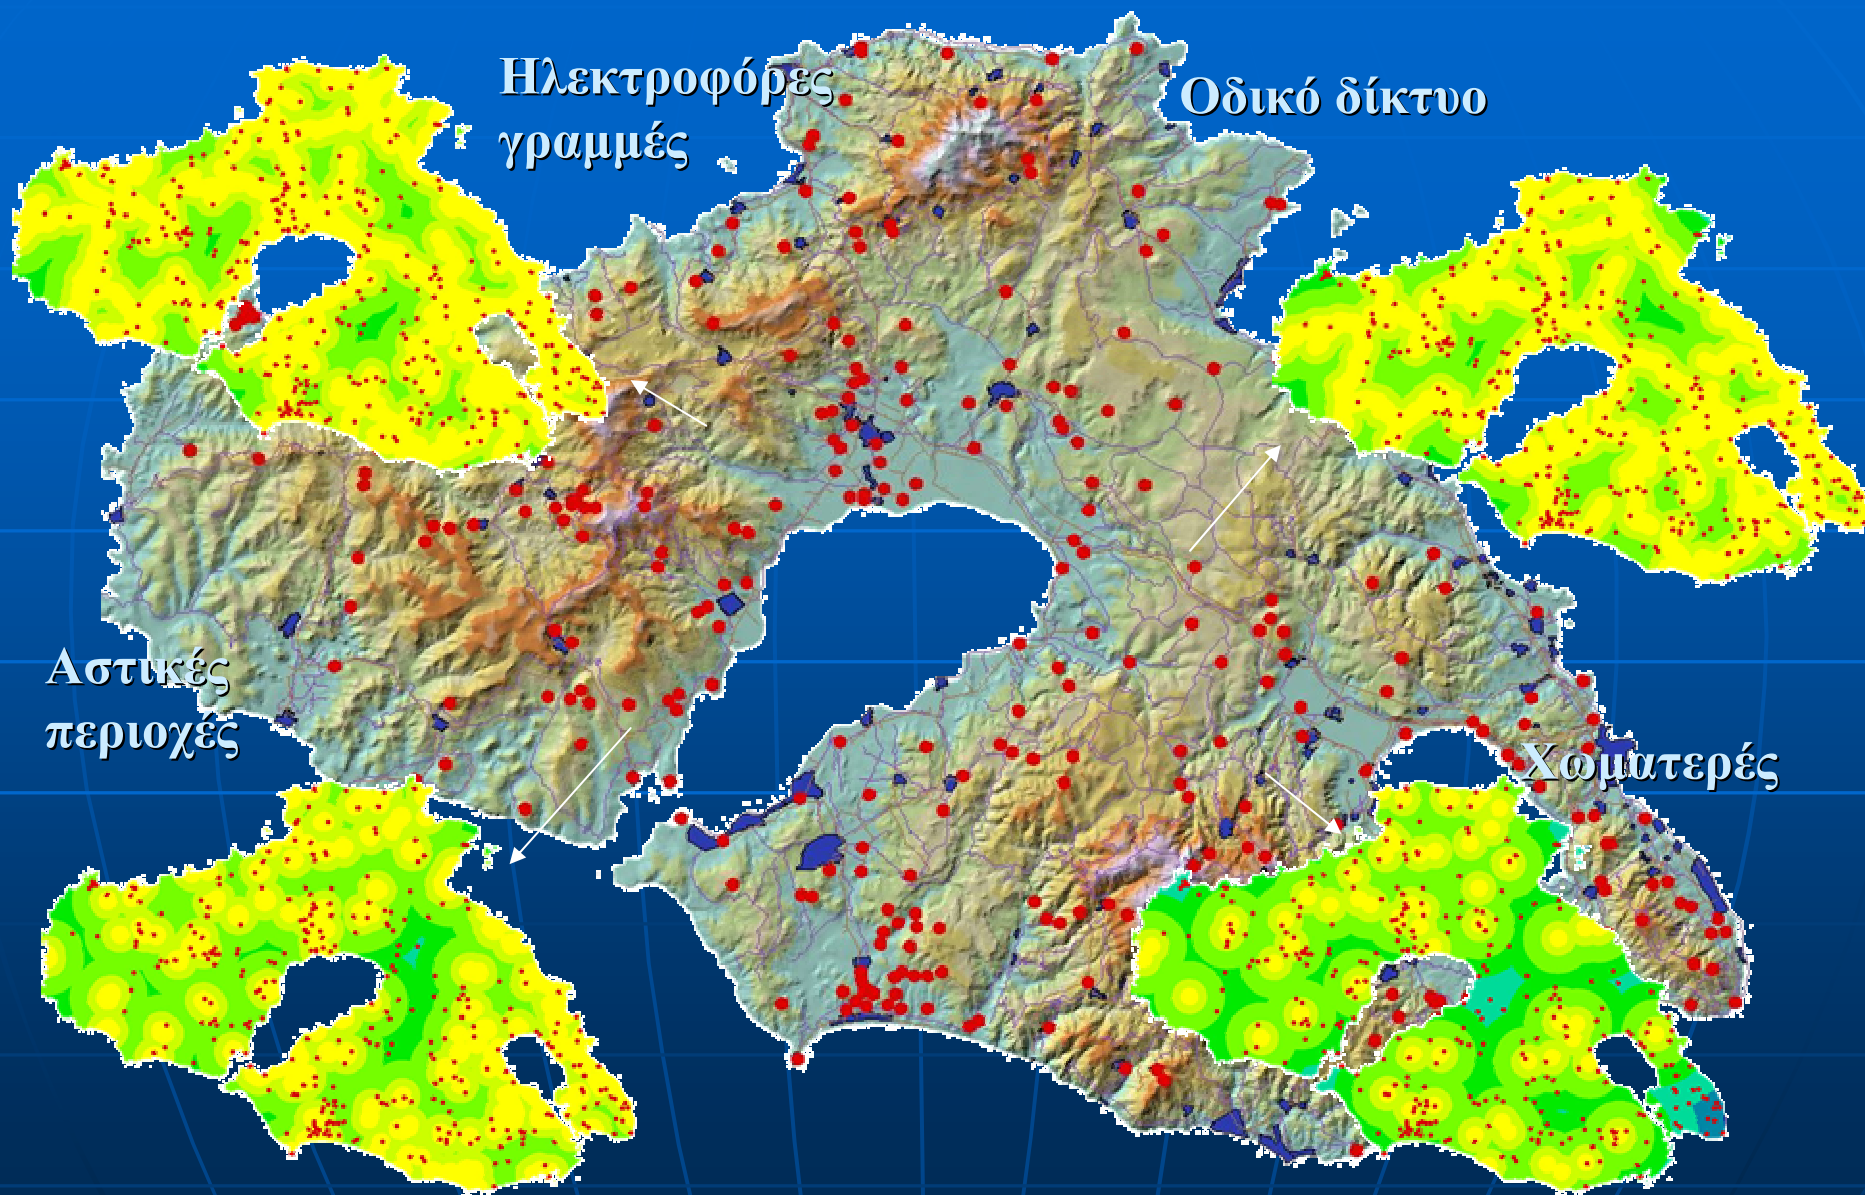 Ηλεκτροφόρες
γραμμές
Οδικό δίκτυο
Αστικές
περιοχές
Χωματερές